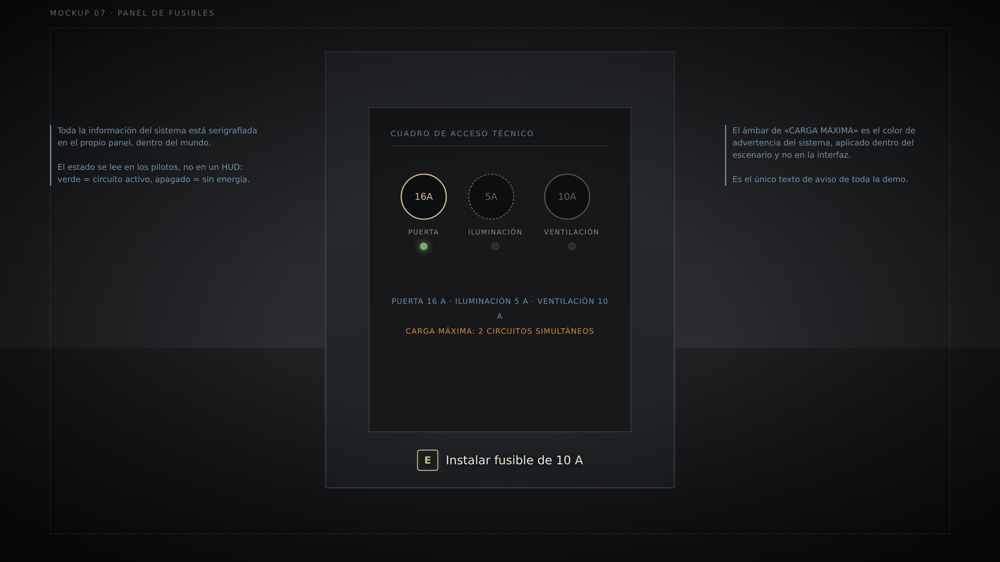 MOCKUP 07 · PANEL DE FUSIBLES
Toda la información del sistema está serigrafiada
en el propio panel, dentro del mundo.
El estado se lee en los pilotos, no en un HUD:
verde = circuito activo, apagado = sin energía.
CUADRO DE ACCESO TÉCNICO
16A
5A
10A
PUERTA
ILUMINACIÓN
VENTILACIÓN
PUERTA 16 A · ILUMINACIÓN 5 A · VENTILACIÓN 10
A
CARGA MÁXIMA: 2 CIRCUITOS SIMULTÁNEOS
E Instalar fusible de 10 A
El ámbar de «CARGA MÁXIMA» es el color de
advertencia del sistema, aplicado dentro del
escenario y no en la interfaz.
Es el único texto de aviso de toda la demo.